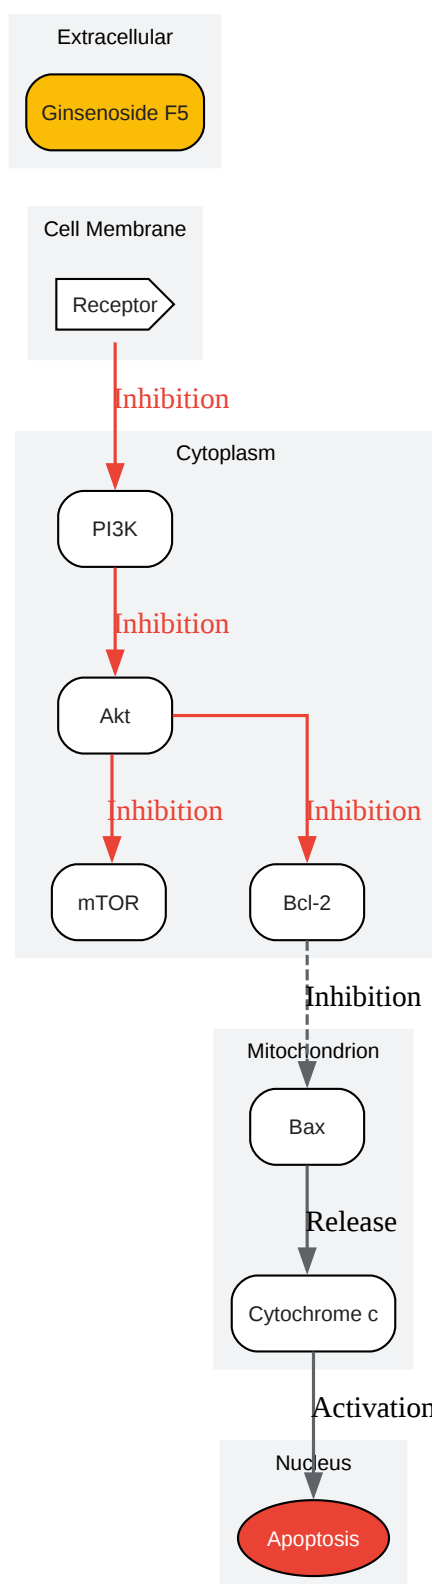 Extracellular
Ginsenoside F5
Cell Membrane
Receptor
Inhibition
Cytoplasm
PI3K
Inhibition
Akt
Inhibition
Inhibition
mTOR
Bcl-2
Inhibition
Mitochondrion
Bax
Release
Cytochrome c
Activation
Nucleus
Apoptosis